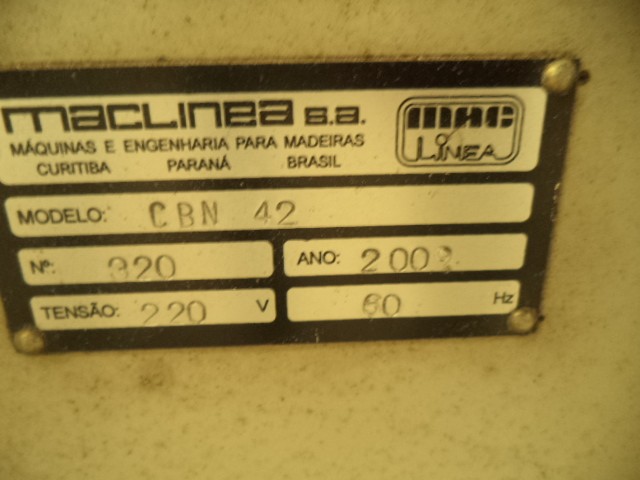 maclinea s.a.
MÁQUINAS E ENGENHARIA PARA MADEIRAS
CURITIBA PARANÁ BRASIL
MAC
LINEA
MODELO: CBN 42
Nº: 920
ANO:
TENSÃO: 220 V
60 Hz